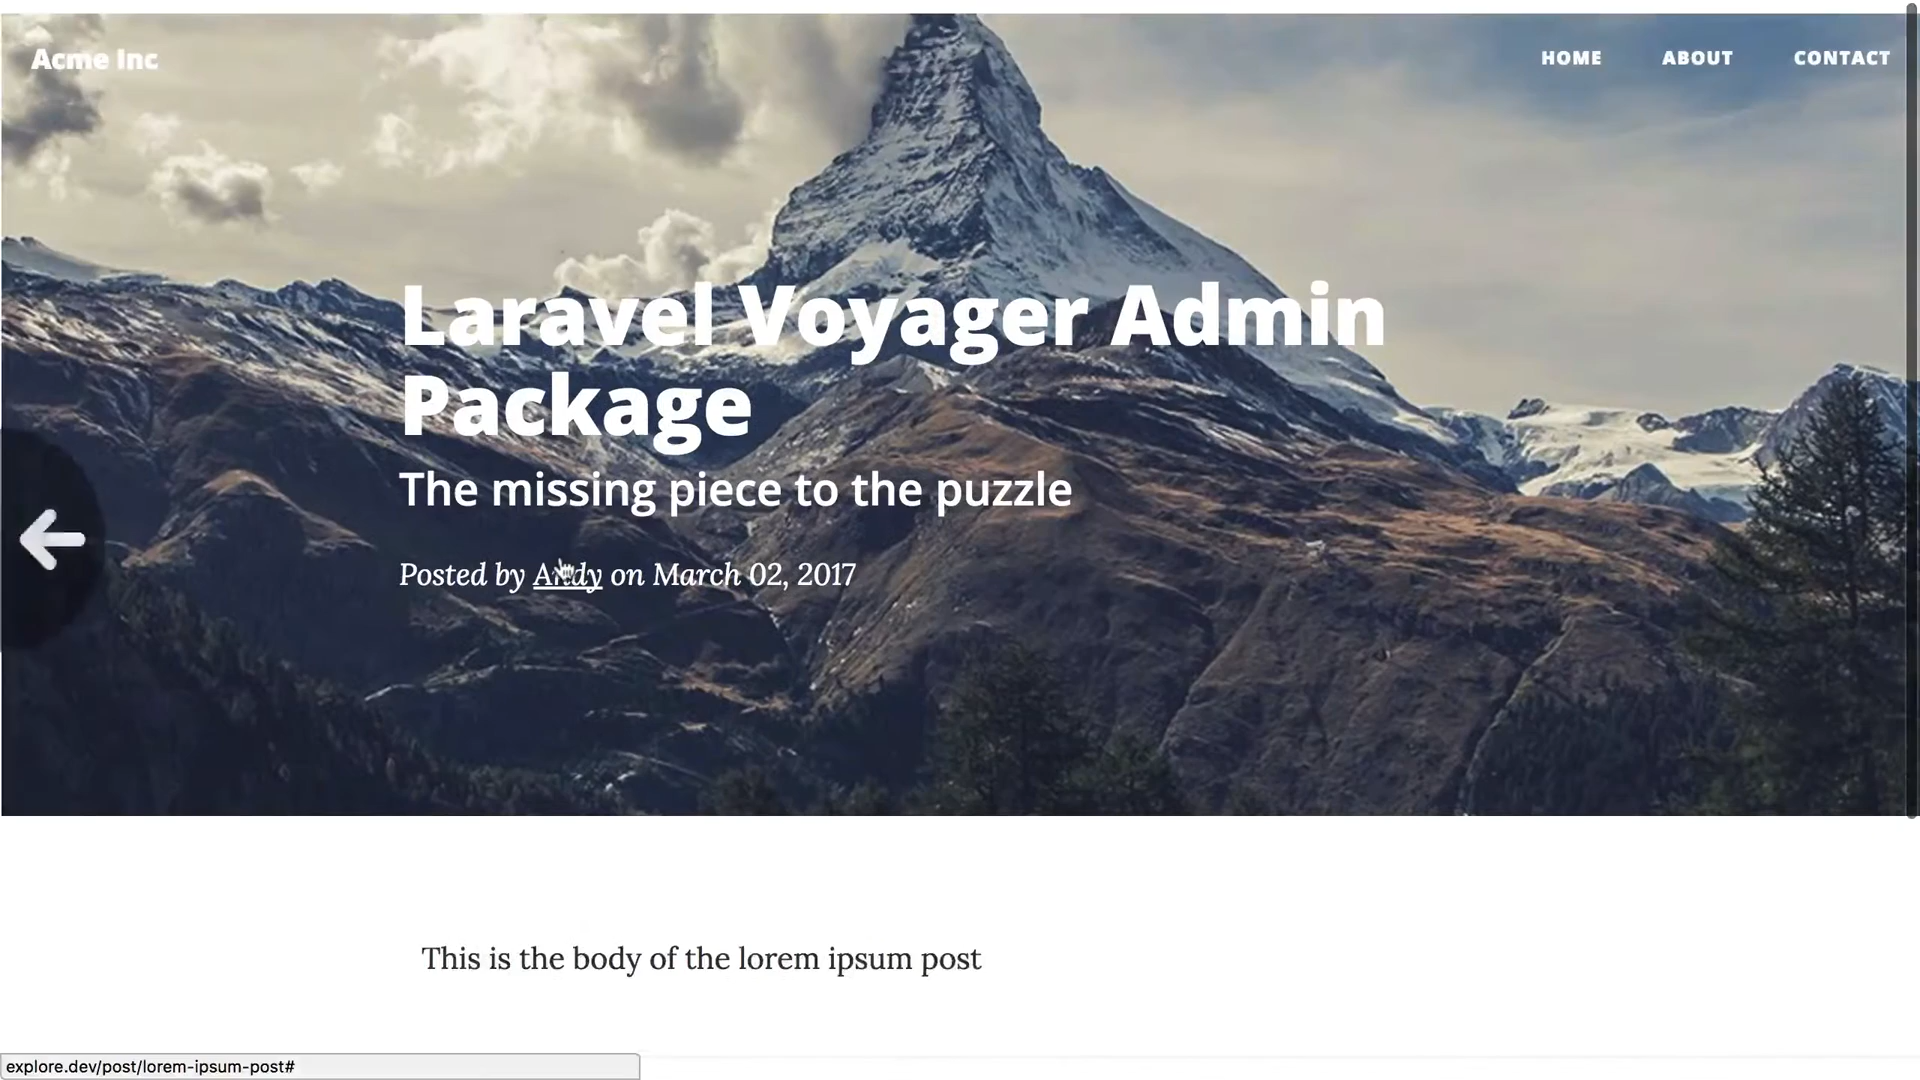 Acme Inc
HOME ABOUT CONTACT
Laravel Voyager Admin
Package
The missing piece to the puzzle
Posted by Andy on March 02, 2017
This is the body of the lorem ipsum post
explore.dev/post/lorem-ipsum-post#